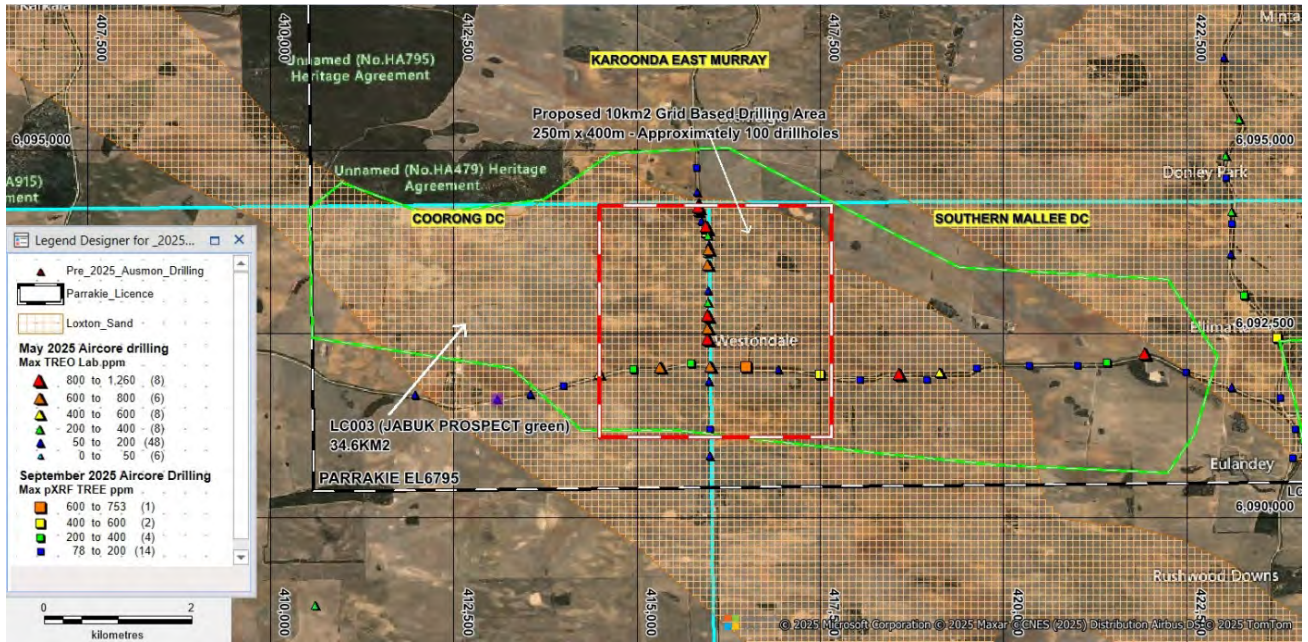 407,500
410,000
412,500
420,000
422,500
Unnamed (No.HA795)
Heritage Agreement
KAROONDA EAST MURRAY
Proposed 10km2 Grid Based Drilling Area
250m x 400m - Approximately 100 drillholes
6,095,000
417,500
6,095,000
Unnamed (No.HA479) Heritage
Agreement
Donley Park
COORONG DC
SOUTHERN MALLEE DC
Legend Designer for _2025...
Pre_2025_Ausmon_Drilling
Parrakie_Licence
Loxton_Sand
May 2025 Aircore drilling
Max TREO Lab ppm
800 to 1,260 (8)
600 to 800 (6)
400 to 600 (8)
200 to 400 (8)
50 to 200 (48)
0 to 50 (6)
September 2025 Aircore Drilling
Max pXRF TREE ppm
600 to 753 (1)
400 to 600 (2)
200 to 400 (4)
78 to 200 (14)
6,092,500
Westondale
LC003 (JABUK PROSPECT green)
34.6KM2
PARRAKIE EL6795
Eulandey
6,090,000
Rushwood Downs
410,000
412,500
415,000
417,500
420,000
422,500
0 2
kilometres
© 2025 Microsoft Corporation © 2025 Maxar © CNES (2025) Distribution Airbus DS © 2025 TomTom